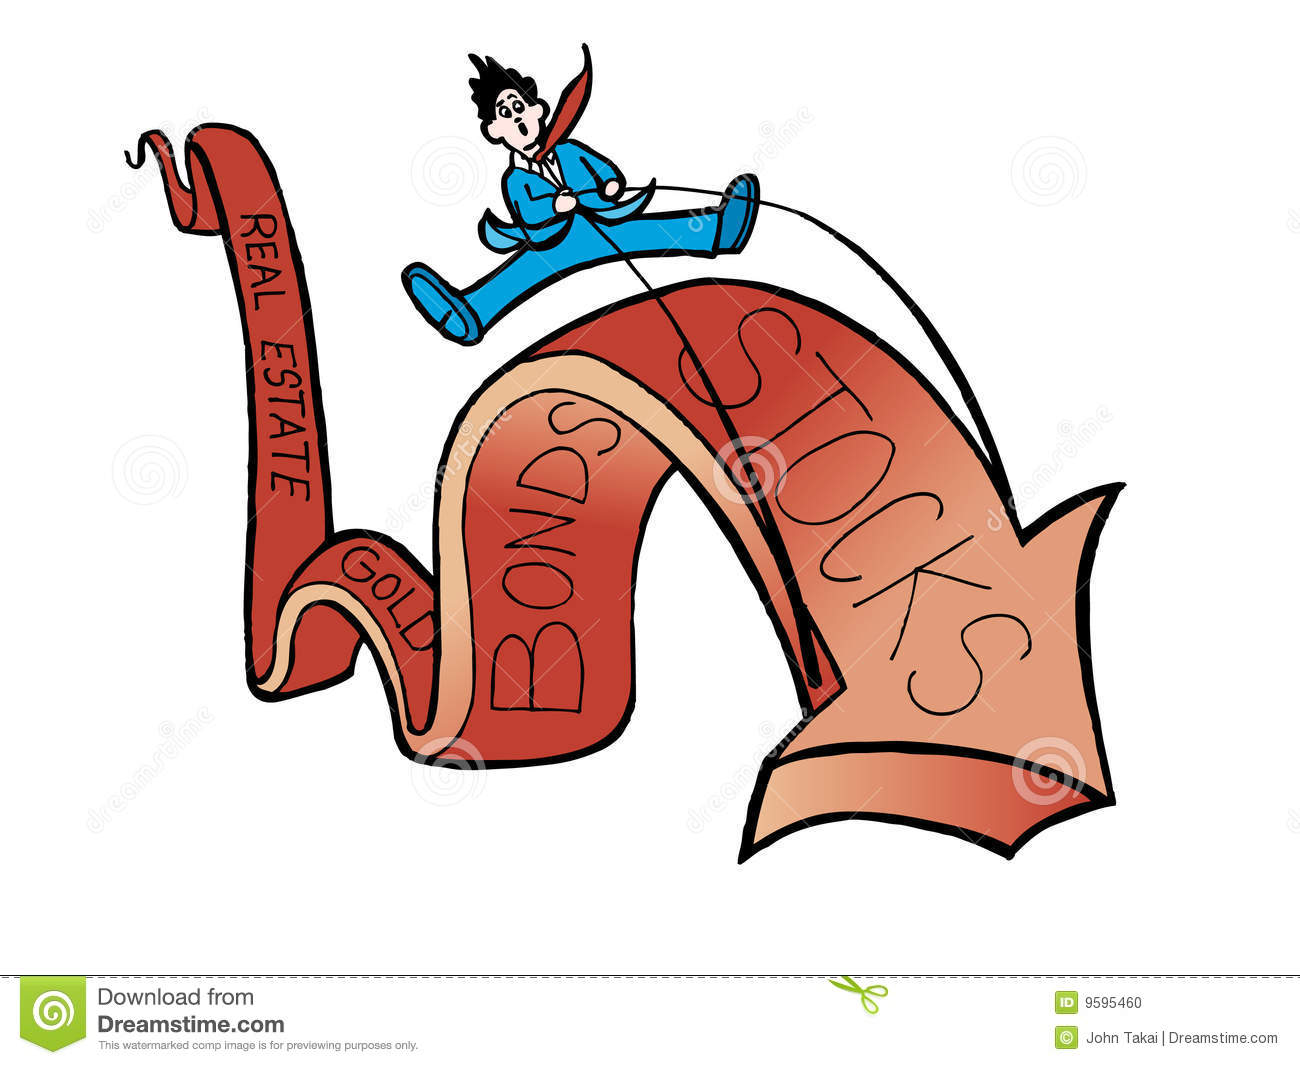 REAL ESTATE
GOLD
BONDS
STOCKS
dreamstime.
Download from
Dreamstime.com
This watermarked comp image is for previewing purposes only.
ID 9595460
© John Takai | Dreamstime.com